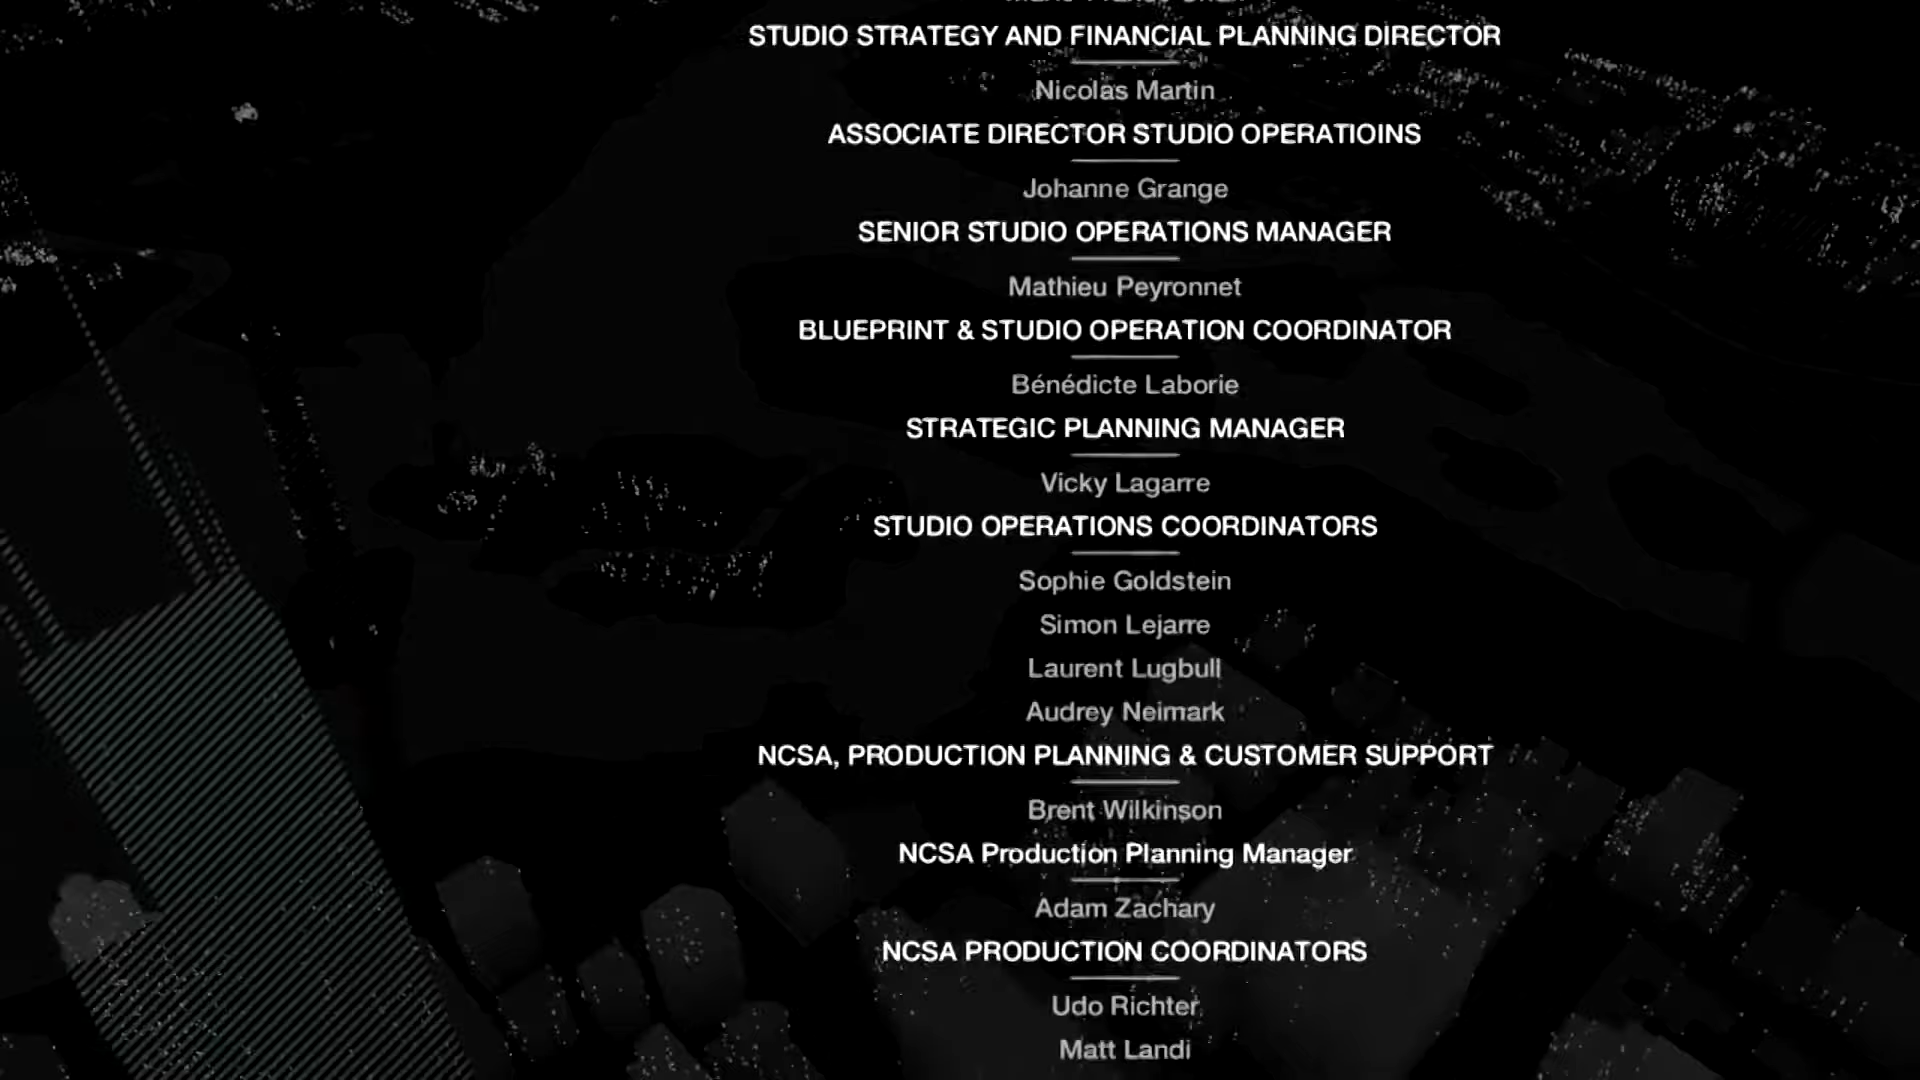 STUDIO STRATEGY AND FINANCIAL PLANNING DIRECTOR
Nicolas Martin
ASSOCIATE DIRECTOR STUDIO OPERATIOINS
Johanne Grange
SENIOR STUDIO OPERATIONS MANAGER
Mathieu Peyronnet
BLUEPRINT & STUDIO OPERATION COORDINATOR
Bénédicte Laborie
STRATEGIC PLANNING MANAGER
Vicky Lagarre
STUDIO OPERATIONS COORDINATORS
Sophie Goldstein
Simon Lejarre
Laurent Lugbull
Audrey Neimark
NCSA, PRODUCTION PLANNING & CUSTOMER SUPPORT
Brent Wilkinson
NCSA Production Planning Manager
Adam Zachary
NCSA PRODUCTION COORDINATORS
Udo Richter
Matt Landi